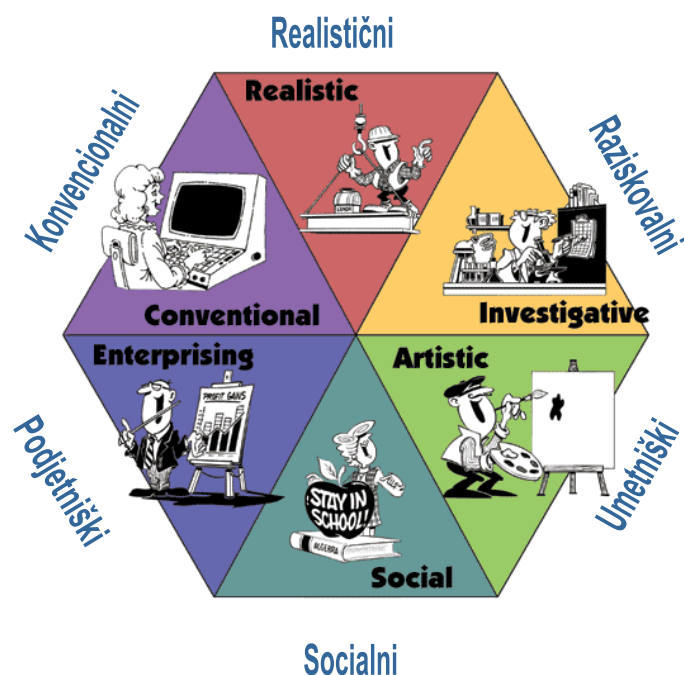 Realistični
Realistic
Konvencionalni
Raziskovalni
Conventional
Investigative
Enterprising
Artistic
PROFIT GAINS
Podjetniški
Umetniški
STAY IN
SCHOOL!
ALGEBRA
Social
Socialni